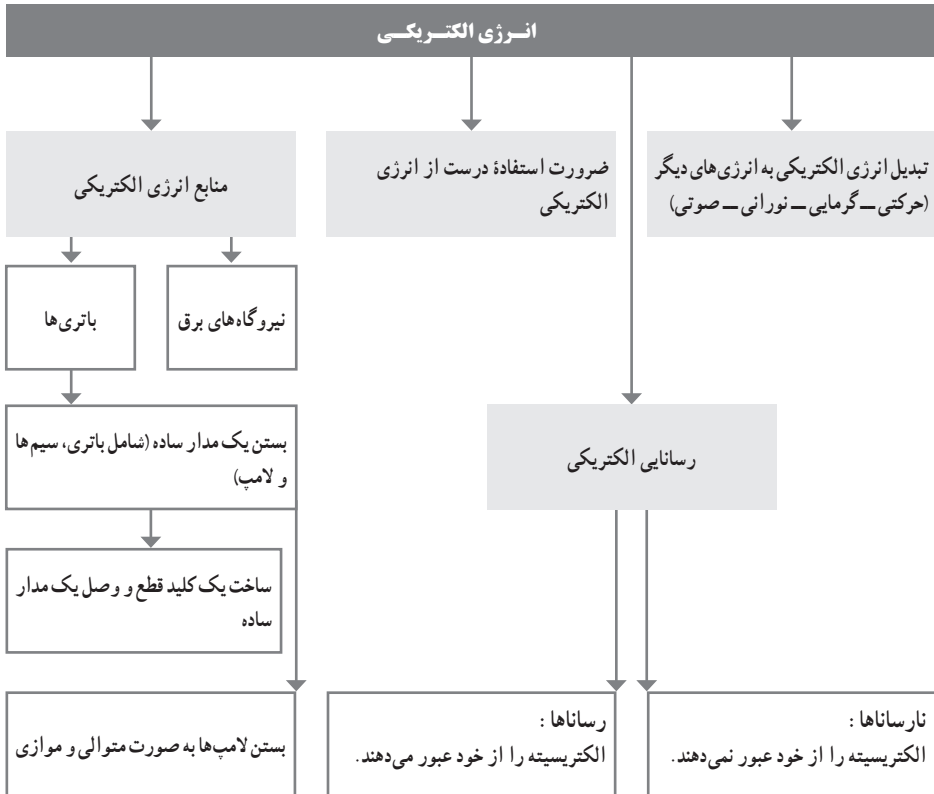 انـرژی الکتـریکـی
تبدیل انرژی الکتریکی به انرژی‌های دیگر
(حرکتی ــ گرمایی ــ نورانی ــ صوتی)
ضرورت استفادهٔ درست از انرژی
الکتریکی
منابع انرژی الکتریکی
نیروگاه‌های برق
باتری‌ها
بستن یک مدار ساده (شامل باتری، سیم‌ها
و لامپ)
رسانایی الکتریکی
ساخت یک کلید قطع و وصل یک مدار
ساده
نارساناها :
الکتریسیته را از خود عبور نمی‌دهند.
رساناها :
الکتریسیته را از خود عبور می‌دهند.
بستن لامپ‌ها به صورت متوالی و موازی